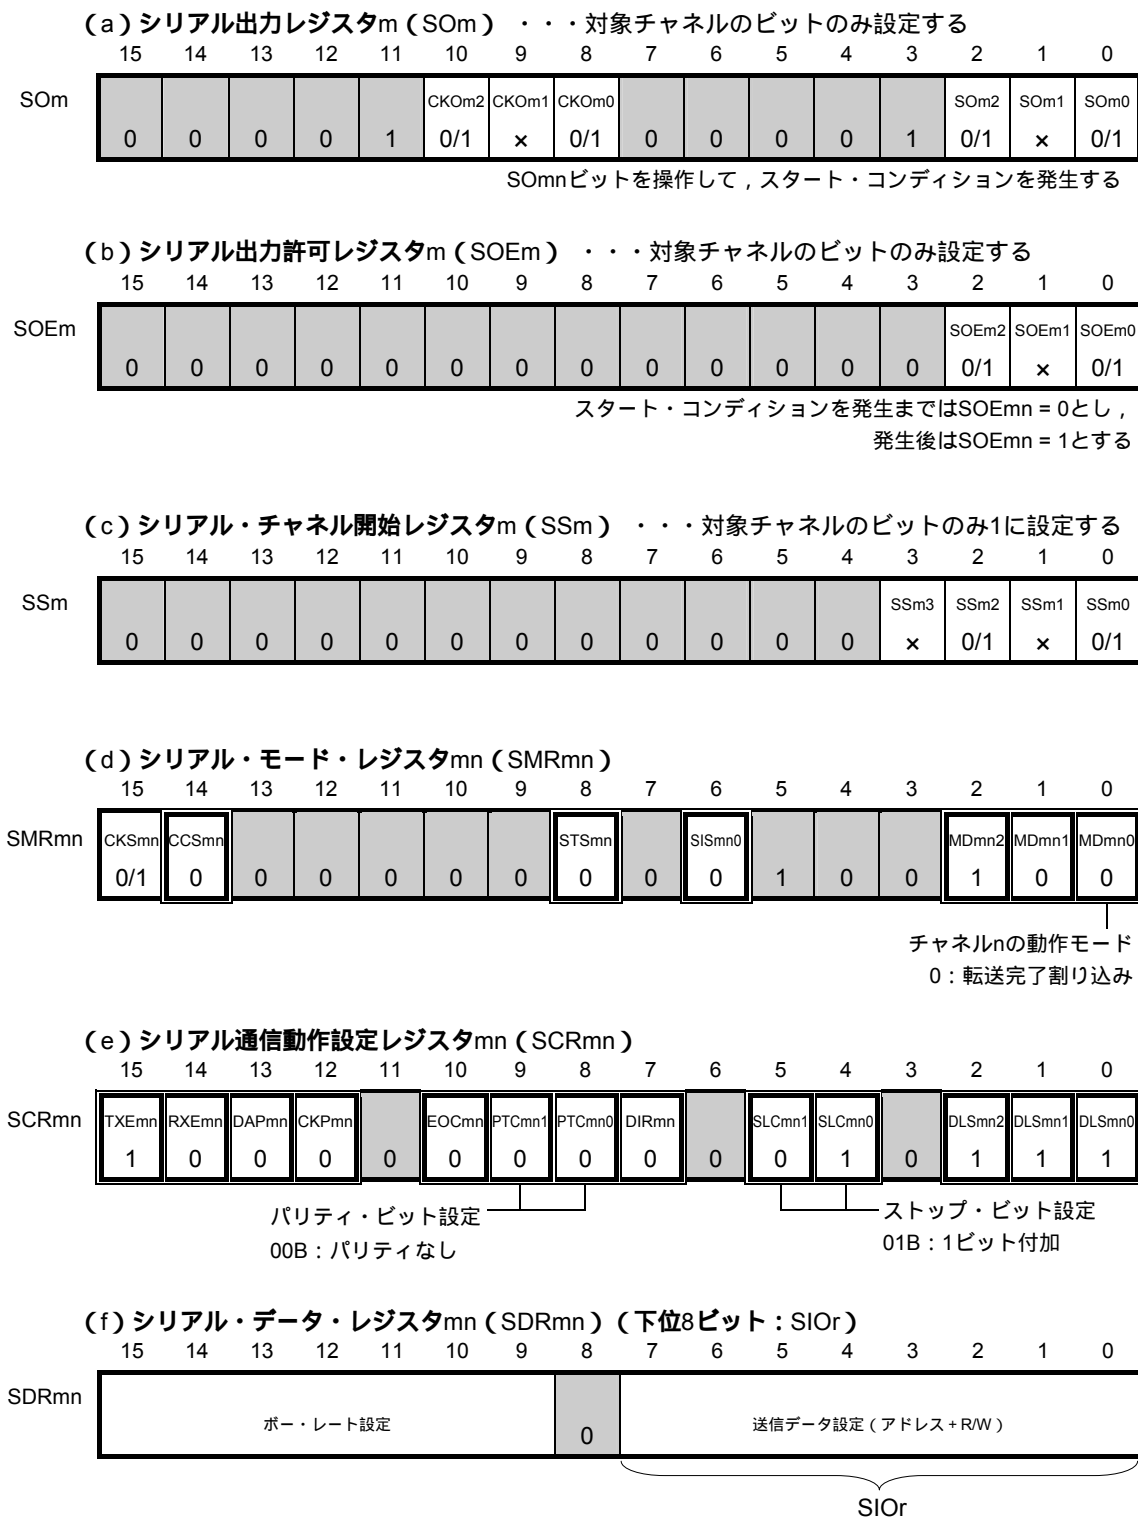 (a)シリアル出力レジスタm(SOm) ・・・対象チャネルのビットのみ設定する
15 14 13 12 11 10 9 8 7 6 5 4 3 2 1 0
SOm
CKOm2 CKOm1 CKOm0 SOm2 SOm1 SOm0
0 0 0 0 1 0/1 × 0/1 0 0 0 0 1 0/1 × 0/1
SOmnビットを操作して,スタート・コンディションを発生する
(b)シリアル出力許可レジスタm(SOEm) ・・・対象チャネルのビットのみ設定する
15 14 13 12 11 10 9 8 7 6 5 4 3 2 1 0
SOEm
SOEm2 SOEm1 SOEm0
0 0 0 0 0 0 0 0 0 0 0 0 0 0/1 × 0/1
スタート・コンディションを発生まではSOEmn = 0とし,
発生後はSOEmn = 1とする
(c)シリアル・チャネル開始レジスタm(SSm) ・・・対象チャネルのビットのみ1に設定する
15 14 13 12 11 10 9 8 7 6 5 4 3 2 1 0
SSm
SSm3 SSm2 SSm1 SSm0
0 0 0 0 0 0 0 0 0 0 0 0 × 0/1 × 0/1
(d)シリアル・モード・レジスタmn(SMRmn)
15 14 13 12 11 10 9 8 7 6 5 4 3 2 1 0
SMRmn
CKSmn CCSmn STSmn SISmn0 MDmn2 MDmn1 MDmn0
0/1 0 0 0 0 0 0 0 0 0 1 0 0 1 0 0
チャネルnの動作モード
0:転送完了割り込み
(e)シリアル通信動作設定レジスタmn(SCRmn)
15 14 13 12 11 10 9 8 7 6 5 4 3 2 1 0
SCRmn
TXEmn RXEmn DAPmn CKPmn EOCmn PTCmn1 PTCmn0 DIRmn SLCmn1 SLCmn0 DLSmn2 DLSmn1 DLSmn0
1 0 0 0 0 0 0 0 0 0 0 1 0 1 1 1
パリティ・ビット設定
00B:パリティなし
ストップ・ビット設定
01B:1ビット付加
(f)シリアル・データ・レジスタmn(SDRmn)(下位8ビット:SIOr)
15 14 13 12 11 10 9 8 7 6 5 4 3 2 1 0
SDRmn
ボー・レート設定 0 送信データ設定(アドレス+R/W)
SIOr